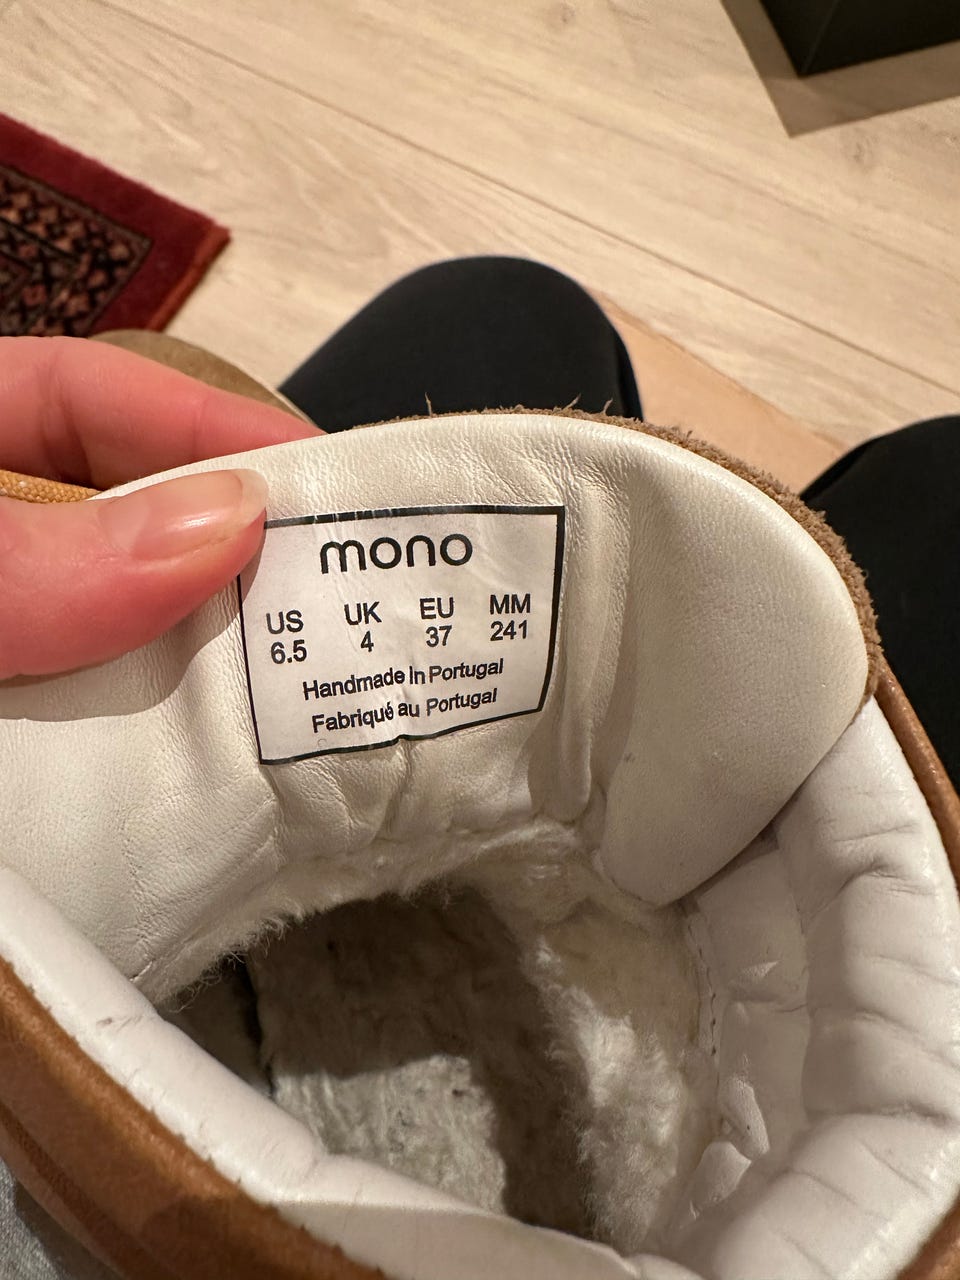 mono
US UK EU MM
6.5 4 37 241
Handmade In Portugal
Fabriqué au Portugal